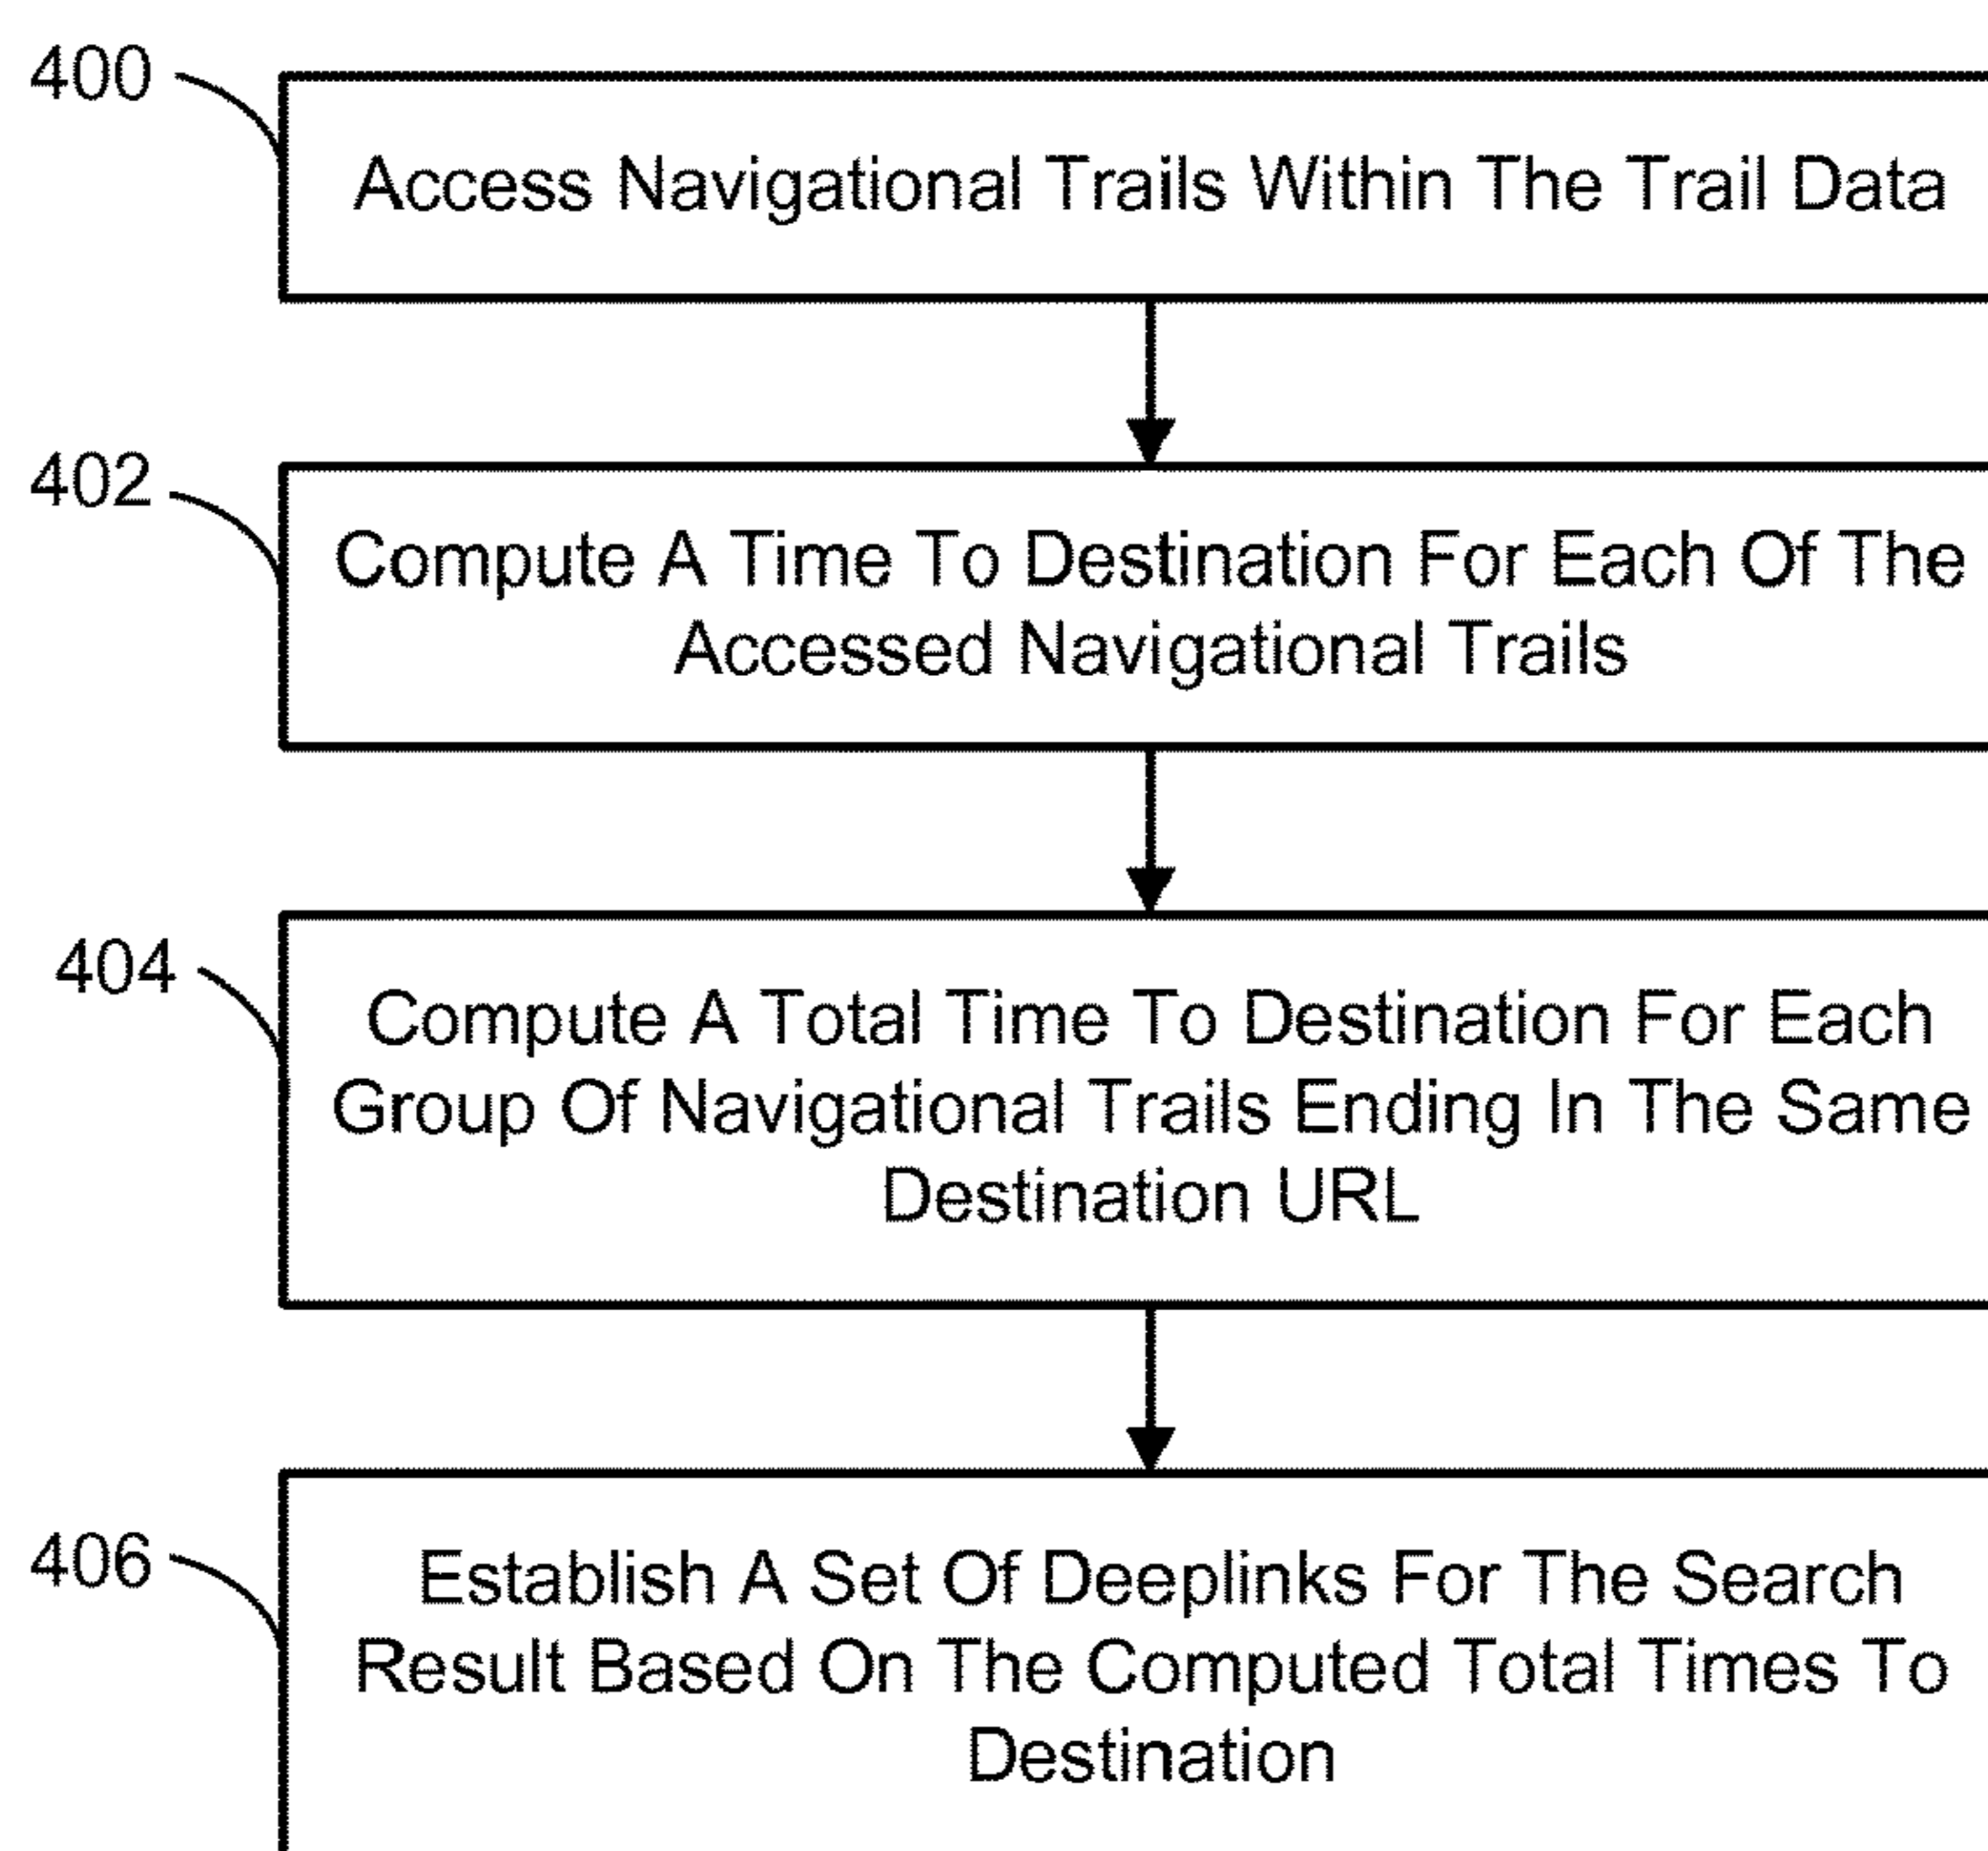 400
Access Navigational Trails Within The Trail Data
402
Compute A Time To Destination For Each Of The
Accessed Navigational Trails
404
Compute A Total Time To Destination For Each
Group Of Navigational Trails Ending In The Same
Destination URL
406
Establish A Set Of Deeplinks For The Search
Result Based On The Computed Total Times To
Destination